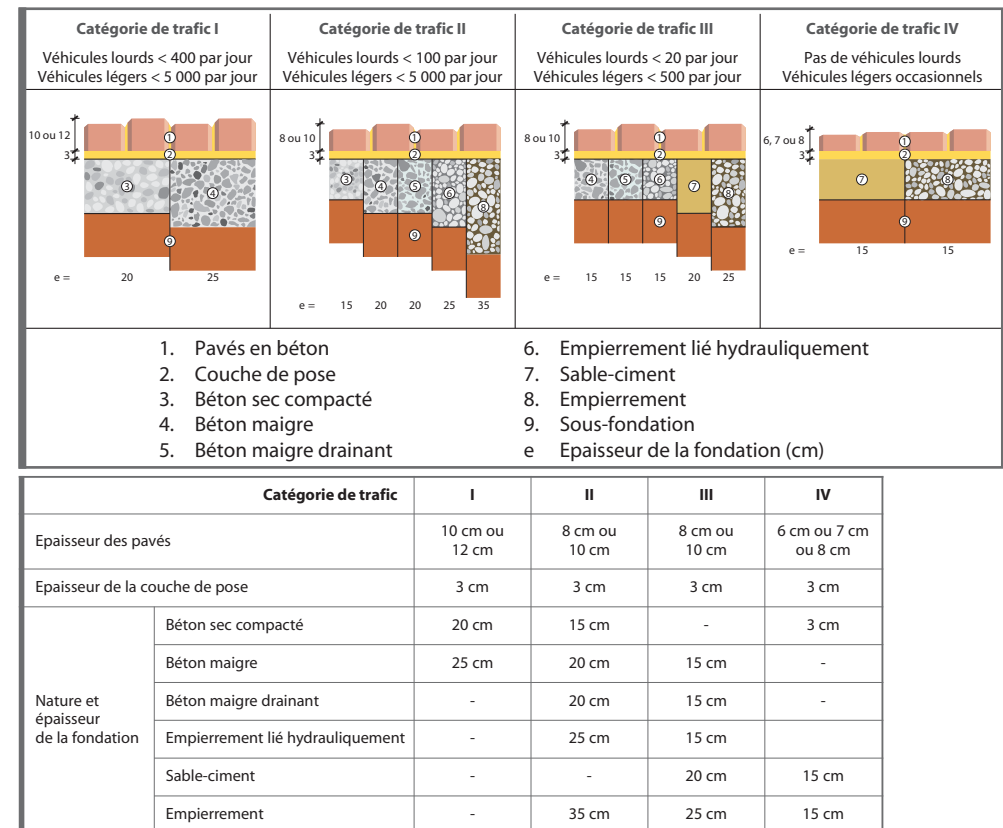 Catégorie de trafic I
Véhicules lourds < 400 par jour
Véhicules légers < 5 000 par jour
10 ou 12
3
1
2
3
4
9
e = 20 25
Catégorie de trafic II
Véhicules lourds < 100 par jour
Véhicules légers < 5 000 par jour
8 ou 10
3
1
2
3 4 5 6 8
9
e = 15 20 20 25 35
Catégorie de trafic III
Véhicules lourds < 20 par jour
Véhicules légers < 500 par jour
8 ou 10
3
1
2
4 5 6 7 8
9
e = 15 15 15 20 25
Catégorie de trafic IV
Pas de véhicules lourds
Véhicules légers occasionnels
6, 7 ou 8
3
1
2
7 8
9
e = 15 15
1. Pavés en béton
2. Couche de pose
3. Béton sec compacté
4. Béton maigre
5. Béton maigre drainant
6. Empierrement lié hydrauliquement
7. Sable-ciment
8. Empierrement
9. Sous-fondation
e Epaisseur de la fondation (cm)
Catégorie de trafic I II III IV
Epaisseur des pavés 10 cm ou 12 cm 8 cm ou 10 cm 8 cm ou 10 cm 6 cm ou 7 cm ou 8 cm
Epaisseur de la couche de pose 3 cm 3 cm 3 cm 3 cm
Nature et
épaisseur
de la fondation
Béton sec compacté 20 cm 15 cm - 3 cm
Béton maigre 25 cm 20 cm 15 cm -
Béton maigre drainant - 20 cm 15 cm -
Empierrement lié hydrauliquement - 25 cm 15 cm
Sable-ciment - - 20 cm 15 cm
Empierrement - 35 cm 25 cm 15 cm